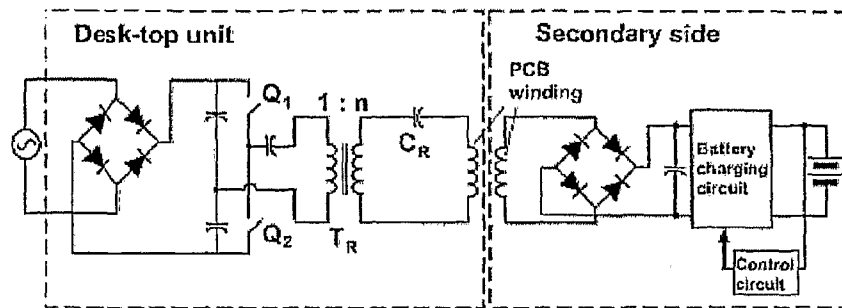 Desk-top unit
Secondary side
PCB
winding
Q1
1 : n
CR
Q2
TR
Battery
charging
circuit
Control
circuit